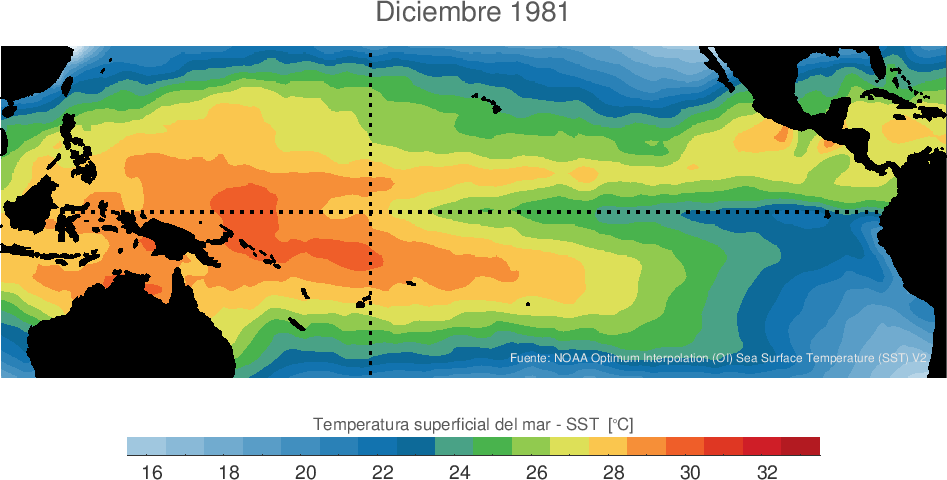 Diciembre 1981
Fuente: NOAA Optimum Interpolation (OI) Sea Surface Temperature (SST) V2
Temperatura superficial del mar - SST [°C]
16 18 20 22 24 26 28 30 32